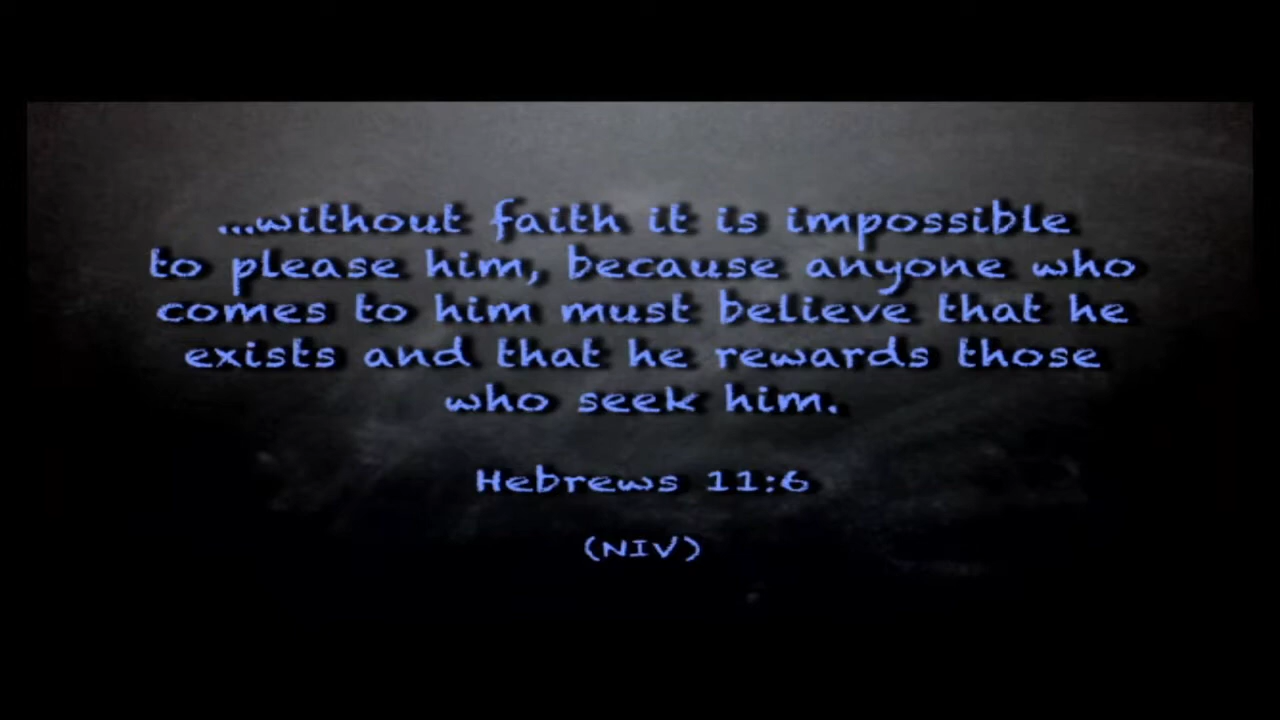 ...without faith it is impossible
to please him, because anyone who
comes to him must believe that he
exists and that he rewards those
who seek him.
Hebrews 11:6
(NIV)